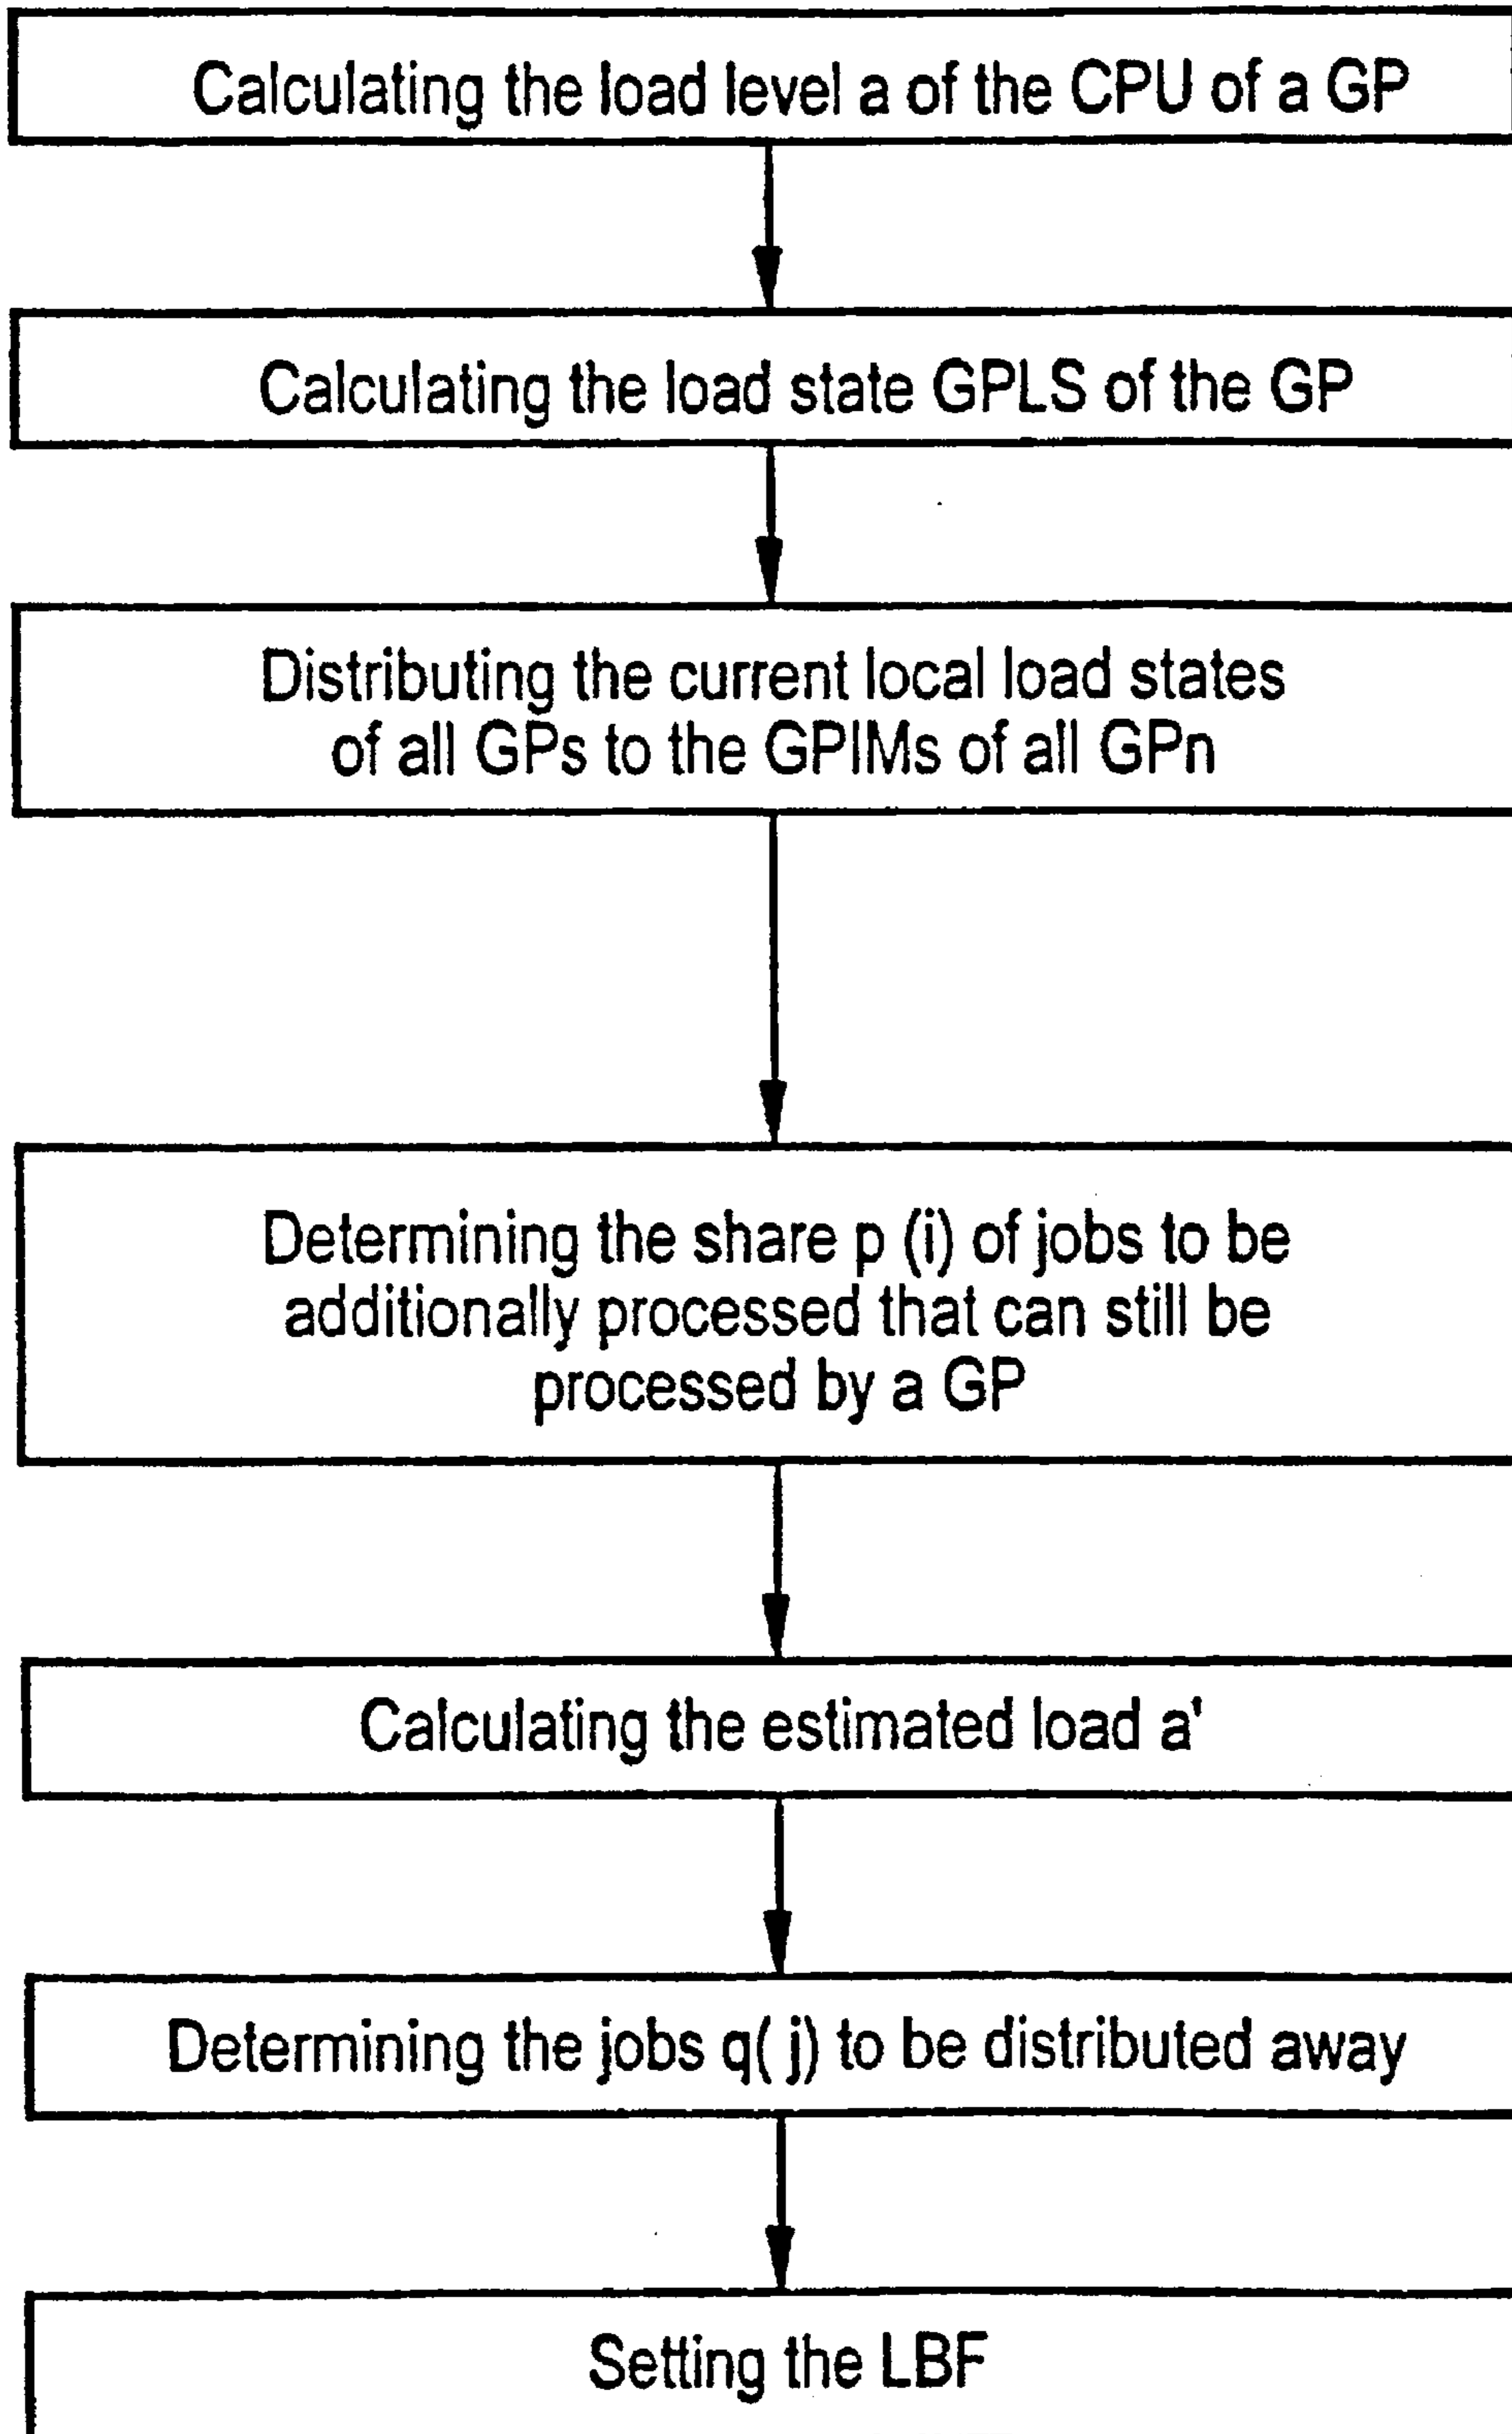 Calculating the load level a of the CPU of a GP
Calculating the load state GPLS of the GP
Distributing the current local load states
of all GPs to the GPIMs of all GPn
Determining the share p (i) of jobs to be
additionally processed that can still be
processed by a GP
Calculating the estimated load a'
Determining the jobs q( j) to be distributed away
Setting the LBF